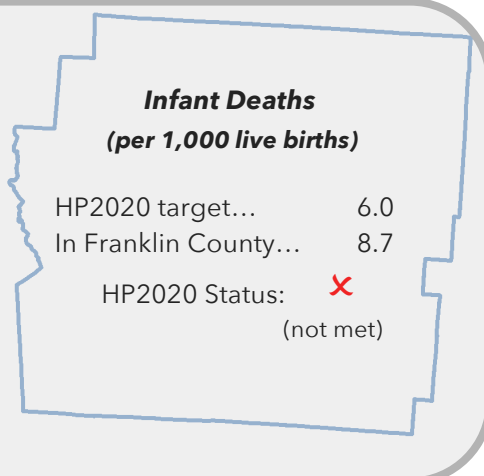 Infant Deaths
(per 1,000 live births)
HP2020 target… 6.0
In Franklin County… 8.7
HP2020 Status: ✗
(not met)